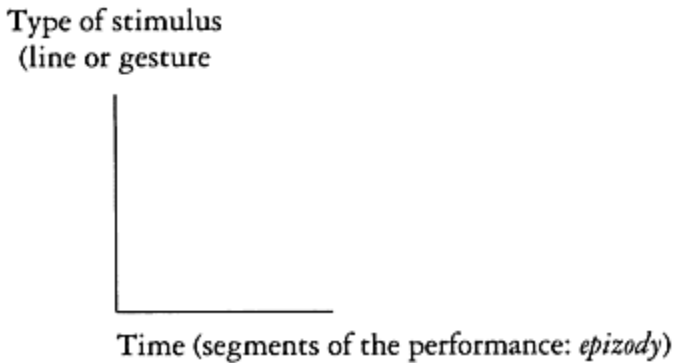 Type of stimulus
(line or gesture
Time (segments of the performance: epizody)